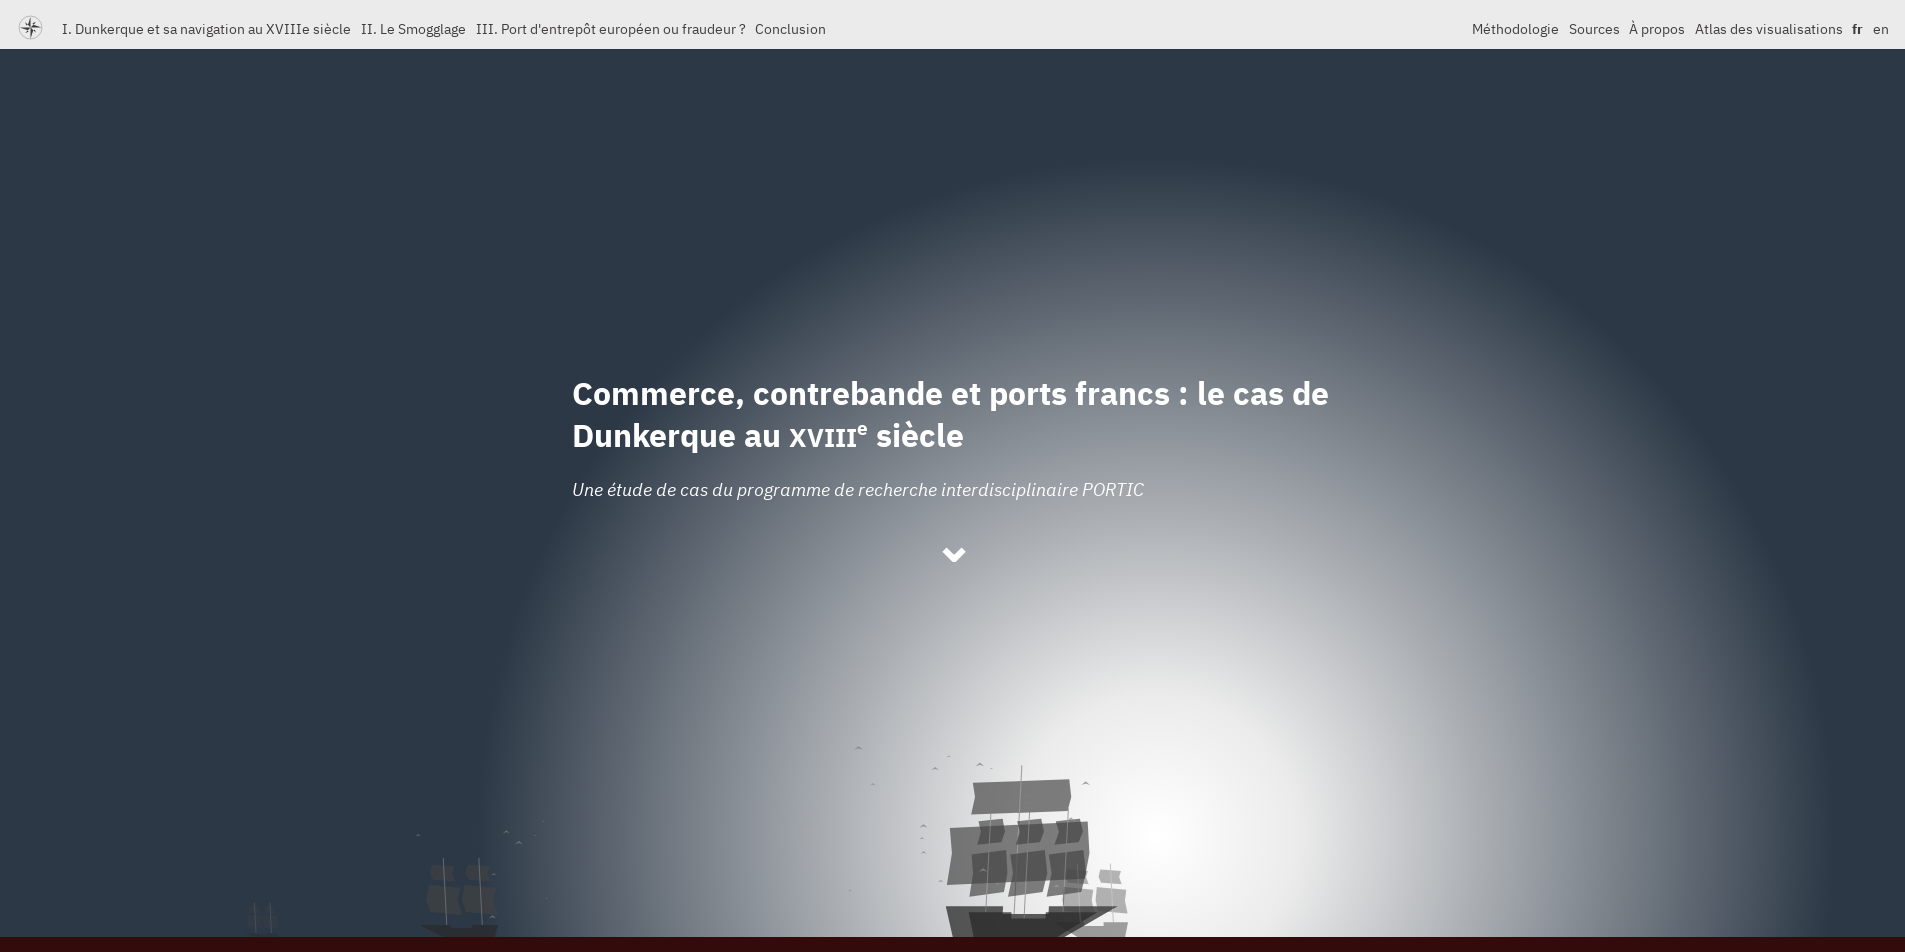 I. Dunkerque et sa navigation au XVIIIe siècle II. Le Smogglage III. Port d'entrepôt européen ou fraudeur ? Conclusion Méthodologie Sources À propos Atlas des visualisations fr en
Commerce, contrebande et ports francs : le cas de
Dunkerque au XVIIIe siècle
Une étude de cas du programme de recherche interdisciplinaire PORTIC